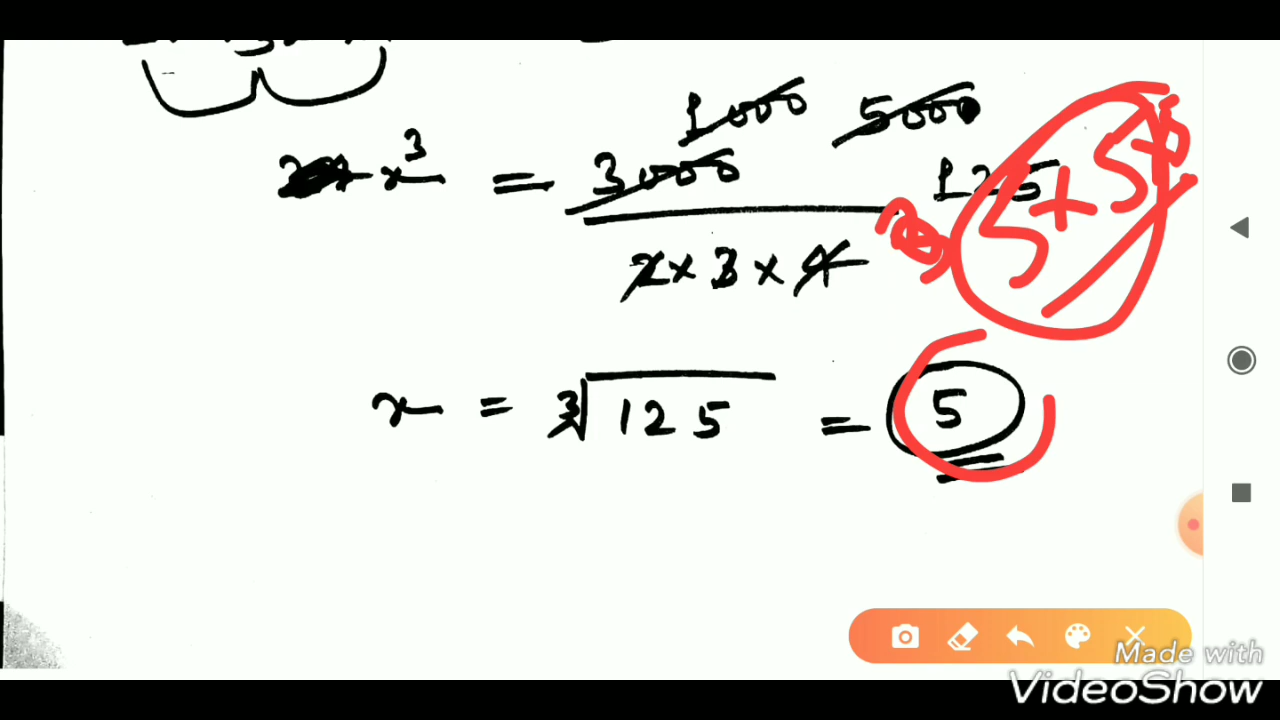 1000 5000
x³ = 3000 125
2 x 3 x 4
5 + 5
x = ∛125 = 5
Made with
VideoShow